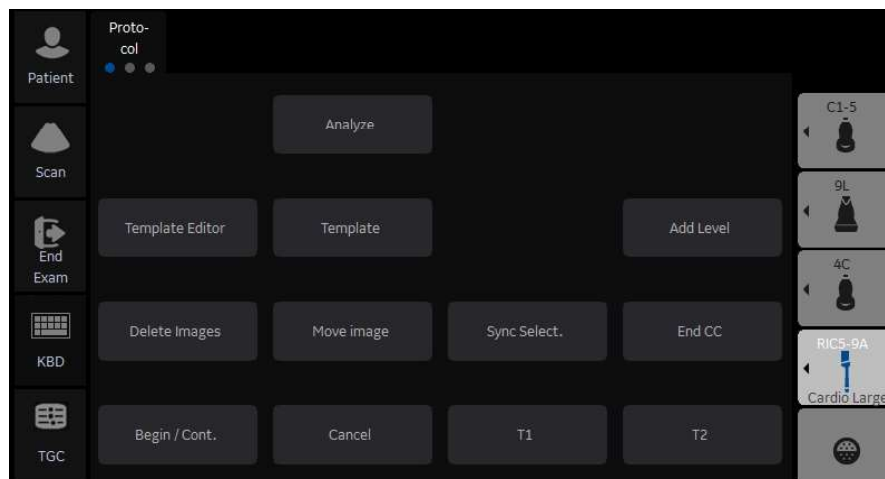 Patient
Scan
End
Exam
KBD
TGC
Proto-
col
Analyze
Template Editor
Template
Add Level
Delete Images
Move image
Sync Select.
End CC
Begin / Cont.
Cancel
T1
T2
C1-5
9L
4C
RIC5-9A
Cardio Large